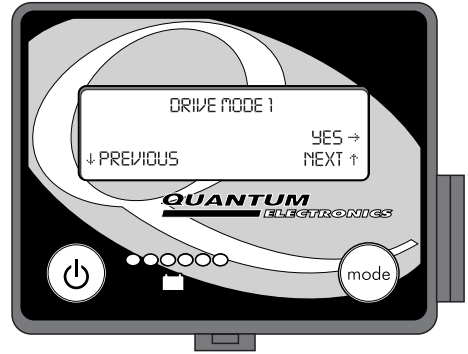 DRIVE MODE 1
YES →
↓ PREVIOUS NEXT ↑
QUANTUM
ELECTRONICS
mode